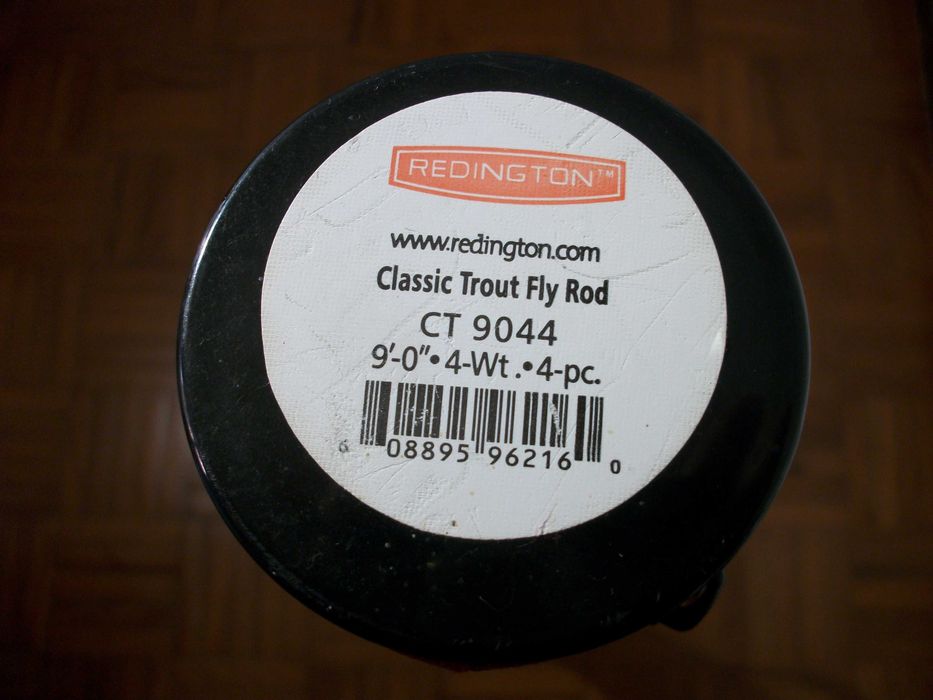 REDINGTON™
www.redington.com
Classic Trout Fly Rod
CT 9044
9'-0"•4-Wt.•4-pc.
6 08895 96216 0